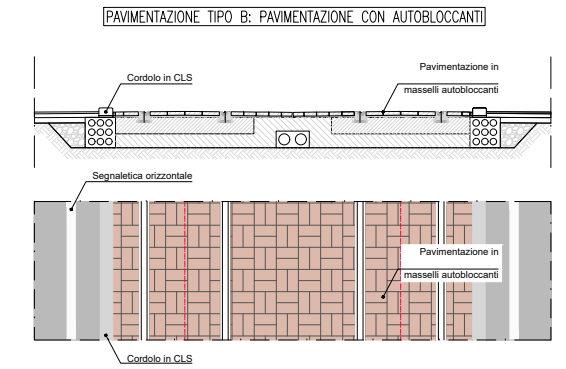 PAVIMENTAZIONE TIPO B: PAVIMENTAZIONE CON AUTOBLOCCANTI
Pavimentazione in
masselli autobloccanti
Cordolo in CLS
Segnaletica orizzontale
Pavimentazione in
masselli autobloccanti
Cordolo in CLS